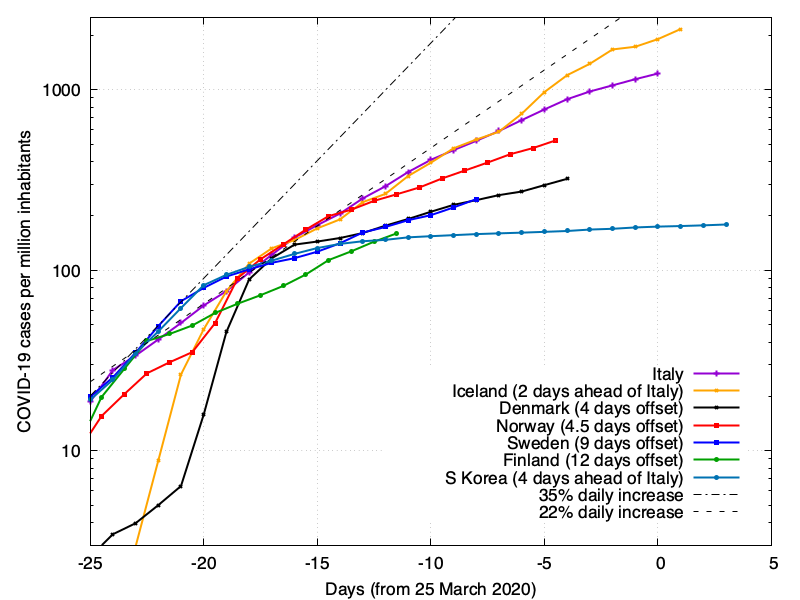 COVID-19 cases per million inhabitants
1000
100
10
Italy
Iceland (2 days ahead of Italy)
Denmark (4 days offset)
Norway (4.5 days offset)
Sweden (9 days offset)
Finland (12 days offset)
S Korea (4 days ahead of Italy)
35% daily increase
22% daily increase
-25 -20 -15 -10 -5 0 5
Days (from 25 March 2020)